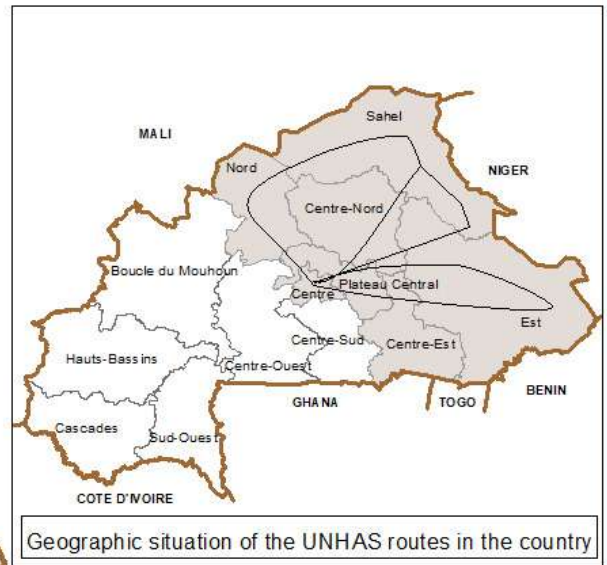 Sahel
MALI
Nord
NIGER
Centre-Nord
Boucle du Mouhoun
Plateau Central
Centre
Est
Centre-Sud
Centre-Est
Hauts-Bassins
Centre-Ouest
BENIN
GHANA
TOGO
Cascades
Sud-Ouest
COTE D'IVOIRE
Geographic situation of the UNHAS routes in the country